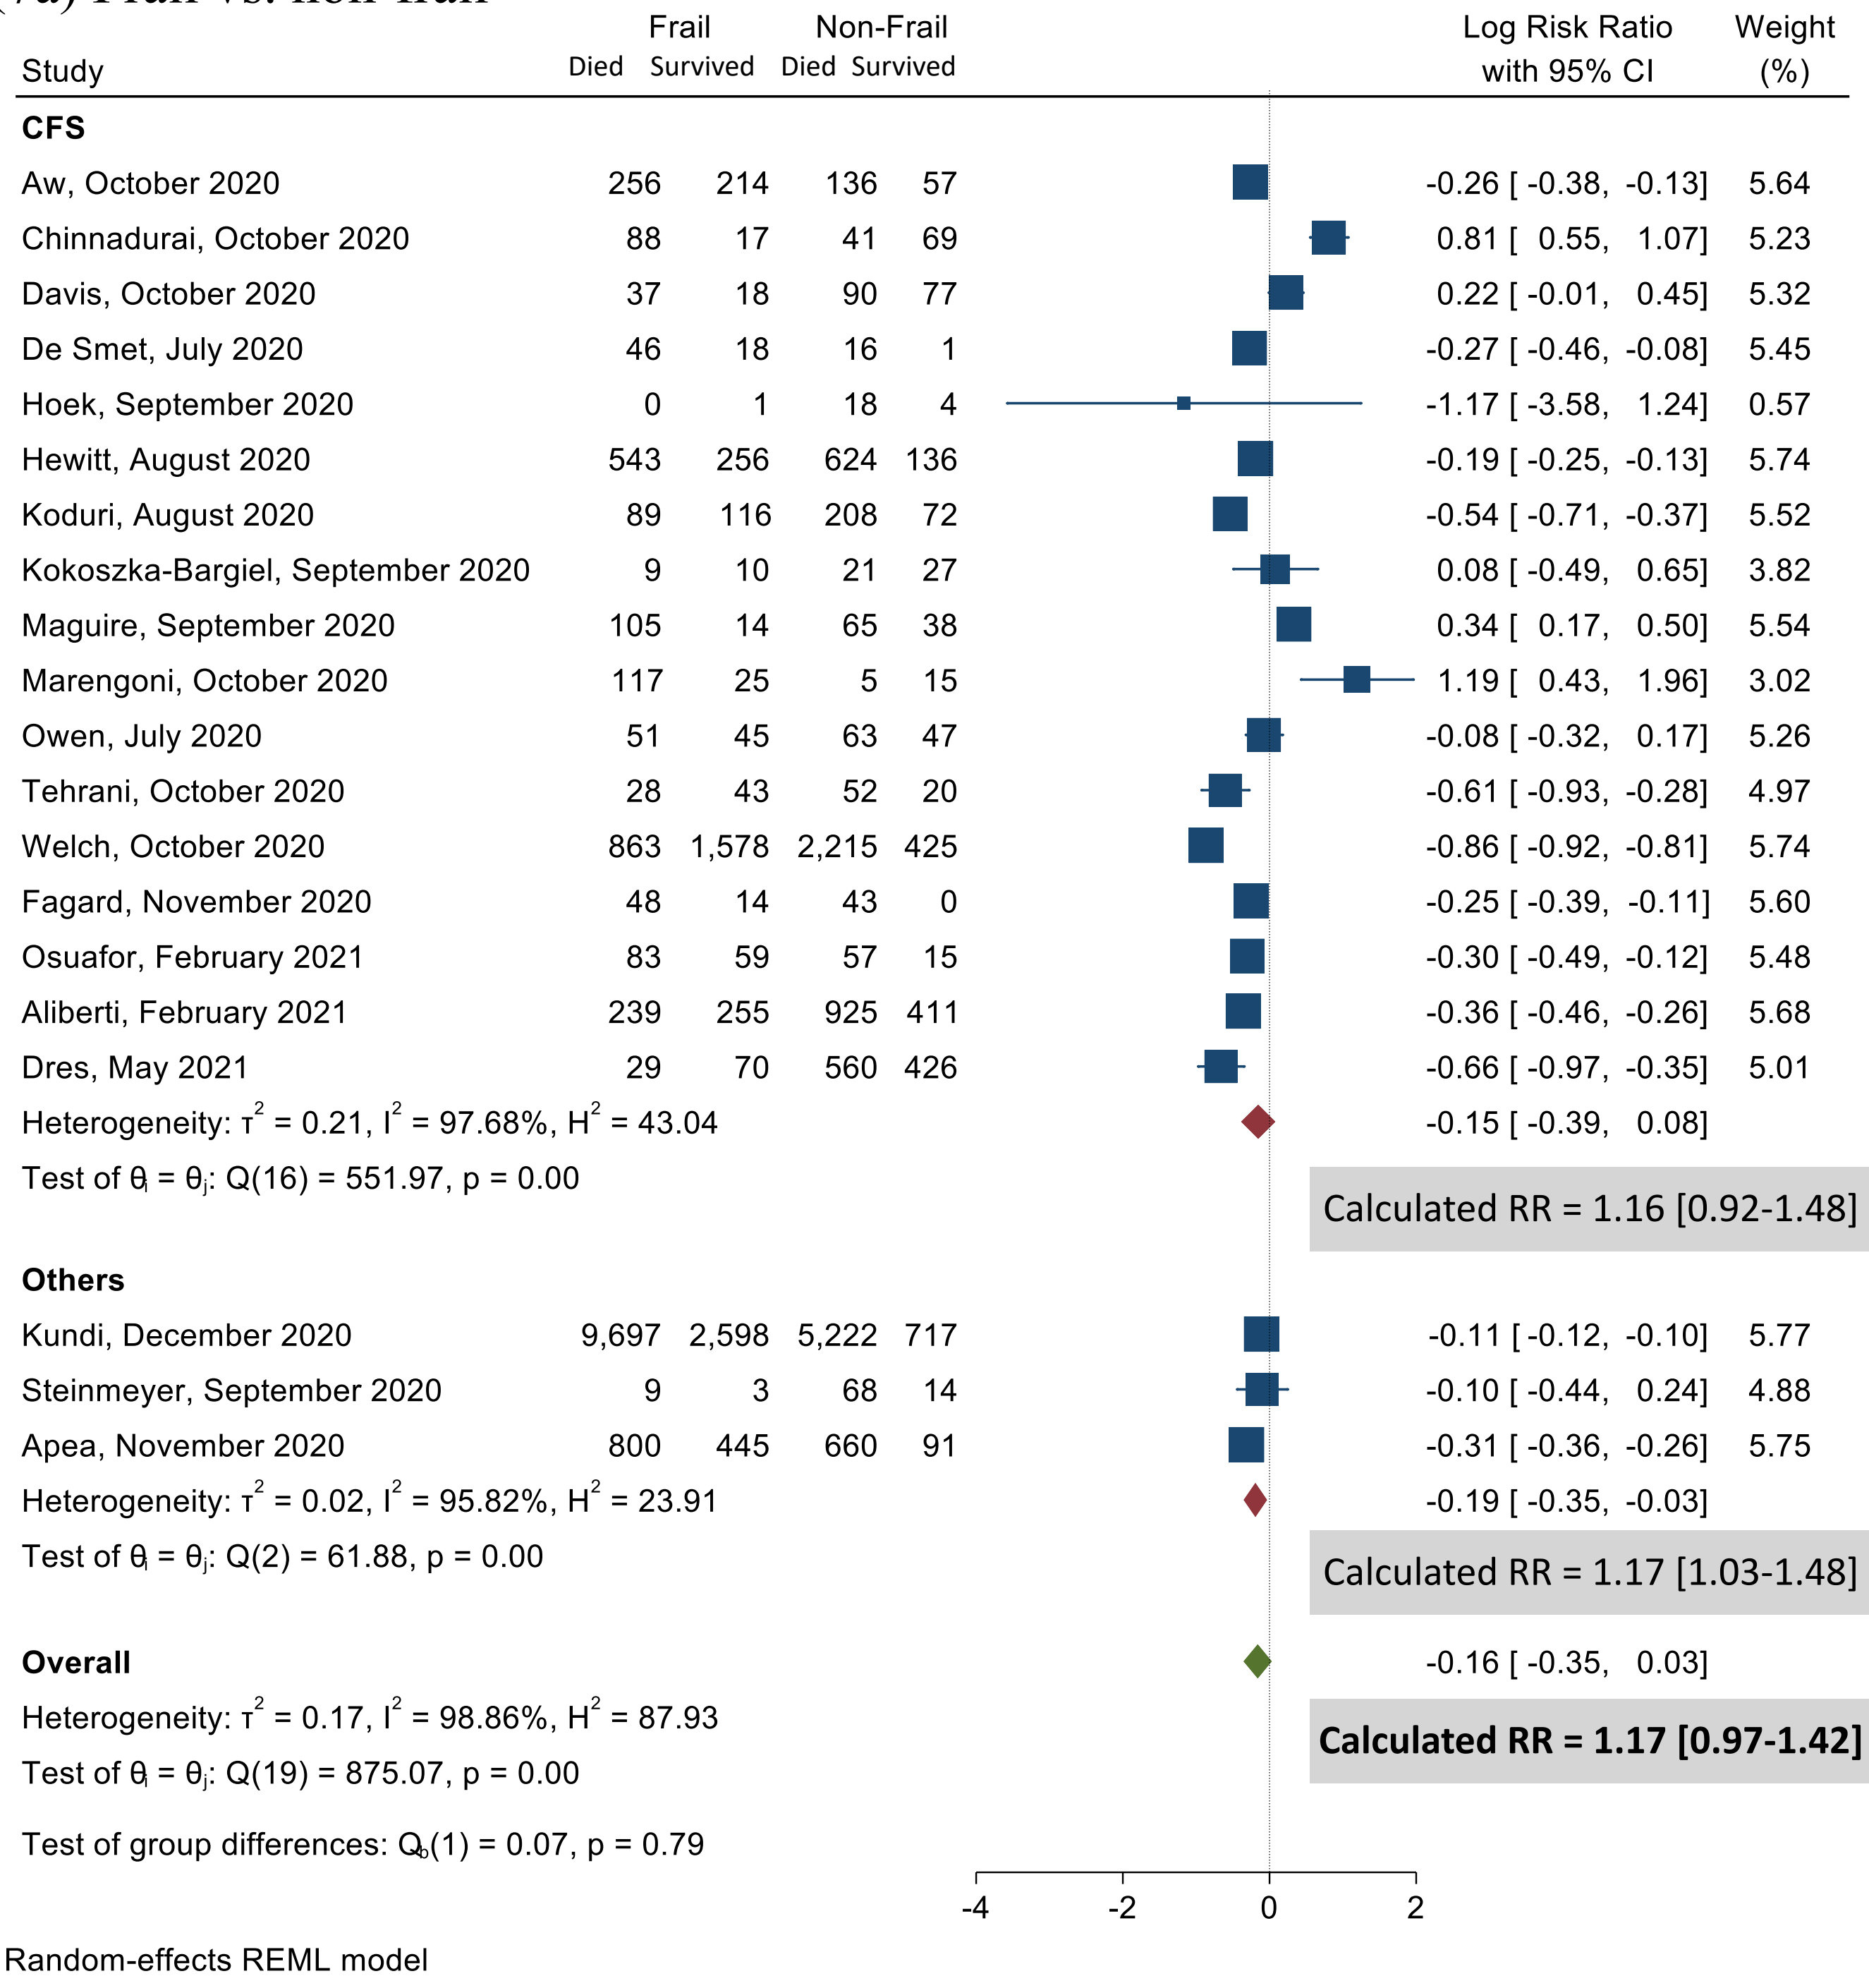 (7a) Frail vs. non-frail
Frail Non-Frail Log Risk Ratio Weight
Study Died Survived Died Survived with 95% CI (%)
CFS
Aw, October 2020 256 214 136 57 -0.26 [ -0.38, -0.13] 5.64
Chinnadurai, October 2020 88 17 41 69 0.81 [ 0.55, 1.07] 5.23
Davis, October 2020 37 18 90 77 0.22 [ -0.01, 0.45] 5.32
De Smet, July 2020 46 18 16 1 -0.27 [ -0.46, -0.08] 5.45
Hoek, September 2020 0 1 18 4 -1.17 [ -3.58, 1.24] 0.57
Hewitt, August 2020 543 256 624 136 -0.19 [ -0.25, -0.13] 5.74
Koduri, August 2020 89 116 208 72 -0.54 [ -0.71, -0.37] 5.52
Kokoszka-Bargiel, September 2020 9 10 21 27 0.08 [ -0.49, 0.65] 3.82
Maguire, September 2020 105 14 65 38 0.34 [ 0.17, 0.50] 5.54
Marengoni, October 2020 117 25 5 15 1.19 [ 0.43, 1.96] 3.02
Owen, July 2020 51 45 63 47 -0.08 [ -0.32, 0.17] 5.26
Tehrani, October 2020 28 43 52 20 -0.61 [ -0.93, -0.28] 4.97
Welch, October 2020 863 1,578 2,215 425 -0.86 [ -0.92, -0.81] 5.74
Fagard, November 2020 48 14 43 0 -0.25 [ -0.39, -0.11] 5.60
Osuafor, February 2021 83 59 57 15 -0.30 [ -0.49, -0.12] 5.48
Aliberti, February 2021 239 255 925 411 -0.36 [ -0.46, -0.26] 5.68
Dres, May 2021 29 70 560 426 -0.66 [ -0.97, -0.35] 5.01
Heterogeneity: τ² = 0.21, I² = 97.68%, H² = 43.04 -0.15 [ -0.39, 0.08]
Test of θᵢ = θⱼ: Q(16) = 551.97, p = 0.00
Calculated RR = 1.16 [0.92-1.48]
Others
Kundi, December 2020 9,697 2,598 5,222 717 -0.11 [ -0.12, -0.10] 5.77
Steinmeyer, September 2020 9 3 68 14 -0.10 [ -0.44, 0.24] 4.88
Apea, November 2020 800 445 660 91 -0.31 [ -0.36, -0.26] 5.75
Heterogeneity: τ² = 0.02, I² = 95.82%, H² = 23.91 -0.19 [ -0.35, -0.03]
Test of θᵢ = θⱼ: Q(2) = 61.88, p = 0.00
Calculated RR = 1.17 [1.03-1.48]
Overall -0.16 [ -0.35, 0.03]
Heterogeneity: τ² = 0.17, I² = 98.86%, H² = 87.93
Calculated RR = 1.17 [0.97-1.42]
Test of θᵢ = θⱼ: Q(19) = 875.07, p = 0.00
Test of group differences: Q_b(1) = 0.07, p = 0.79
-4 -2 0 2
Random-effects REML model